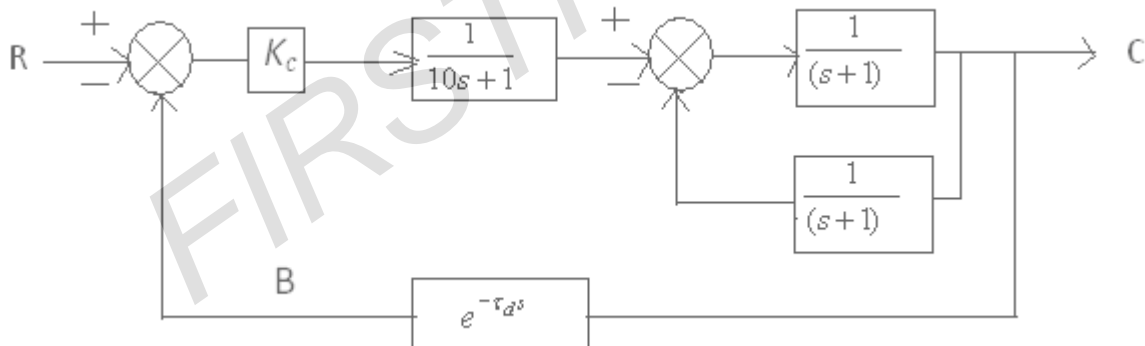 + + 1
R K_c 1 (s+1) C
10s+1
− −
1
(s+1)
B
e^{-τ_d s}
FIRST